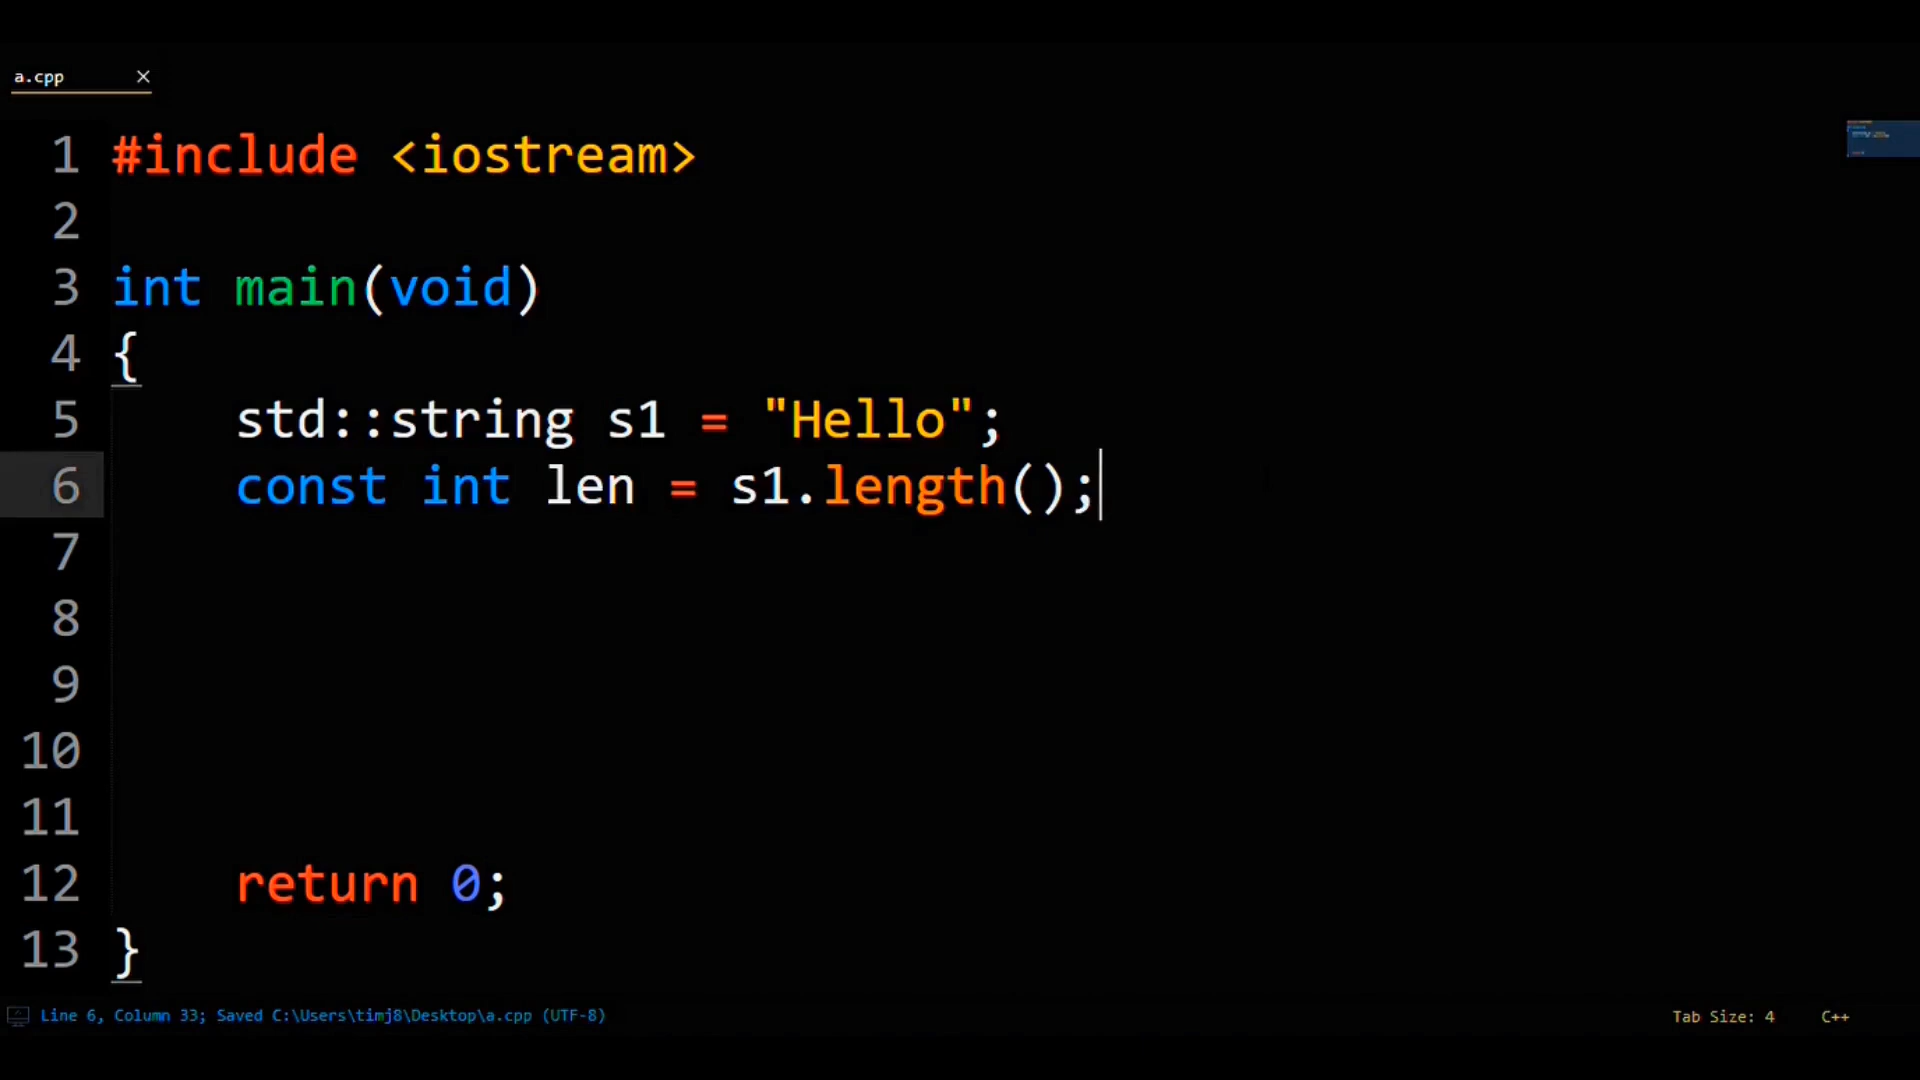 a.cpp ×
1 #include <iostream>
2
3 int main(void)
4 {
5     std::string s1 = "Hello";
6     const int len = s1.length();
7
8
9
10
11
12     return 0;
13 }
Line 6, Column 33; Saved C:\Users\timj8\Desktop\a.cpp (UTF-8) Tab Size: 4 C++